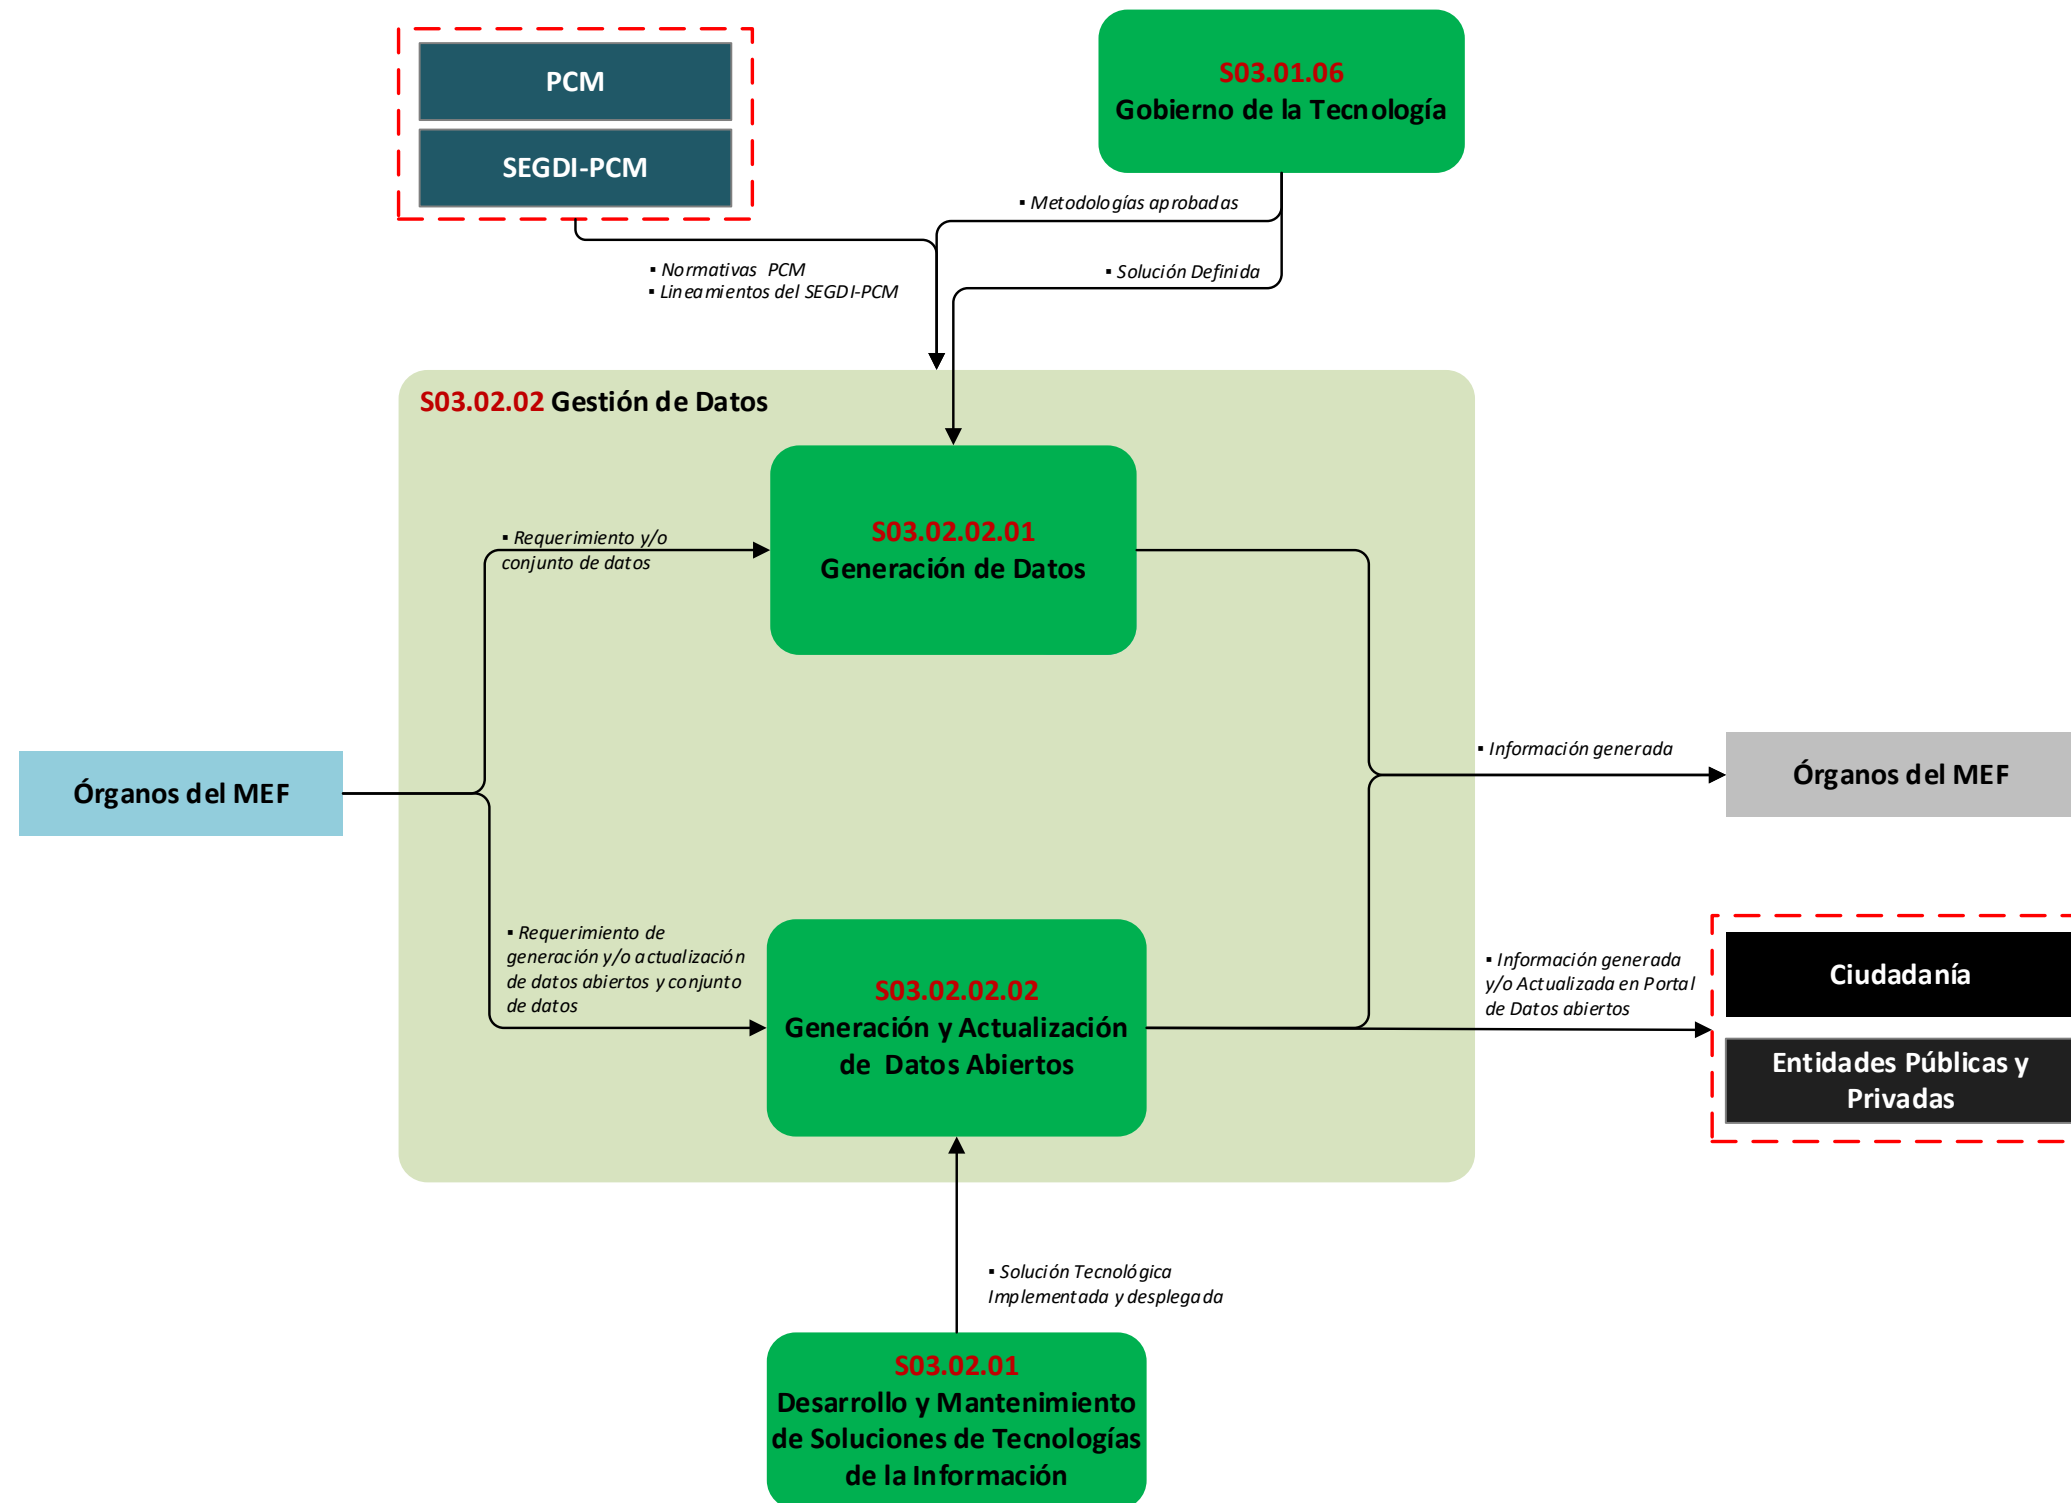 PCM
SEGDI-PCM
S03.01.06
Gobierno de la Tecnología
▪ Metodologías aprobadas
▪ Normativas PCM
▪ Lineamientos del SEGDI-PCM
▪ Solución Definida
S03.02.02 Gestión de Datos
▪ Requerimiento y/o
conjunto de datos
S03.02.02.01
Generación de Datos
Órganos del MEF
▪ Información generada
Órganos del MEF
▪ Requerimiento de
generación y/o actualización
de datos abiertos y conjunto
de datos
S03.02.02.02
Generación y Actualización
de Datos Abiertos
▪ Información generada
y/o Actualizada en Portal
de Datos abiertos
Ciudadanía
Entidades Públicas y
Privadas
▪ Solución Tecnológica
Implementada y desplegada
S03.02.01
Desarrollo y Mantenimiento
de Soluciones de Tecnologías
de la Información